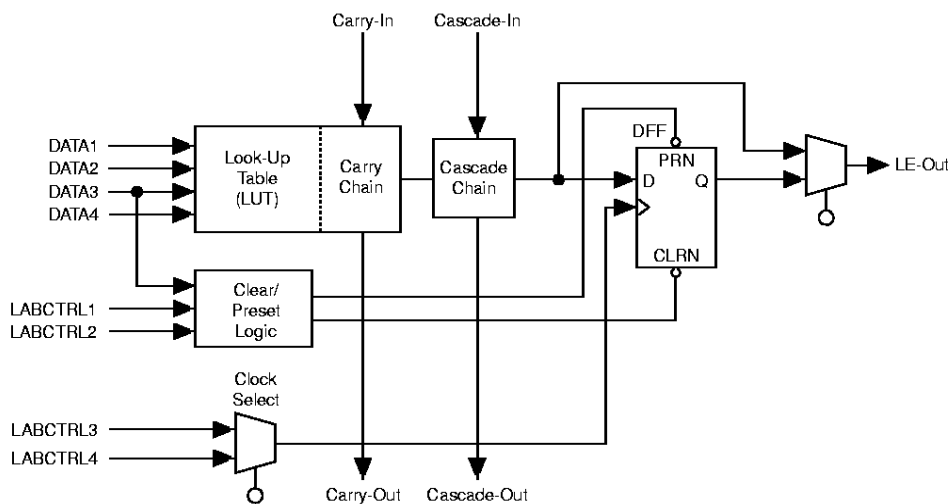 Carry-In
Cascade-In
DATA1
DATA2
DATA3
DATA4
Look-Up
Table
(LUT)
Carry
Chain
Cascade
Chain
DFF
PRN
D
Q
CLRN
LE-Out
LABCTRL1
LABCTRL2
Clear/
Preset
Logic
Clock
Select
LABCTRL3
LABCTRL4
Carry-Out
Cascade-Out